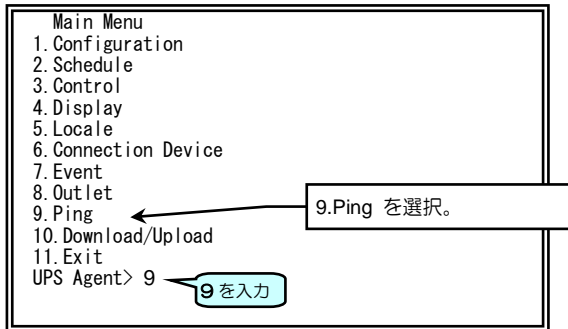 Main Menu
1.Configuration
2.Schedule
3.Control
4.Display
5.Locale
6.Connection Device
7.Event
8.Outlet
9.Ping
9.Ping を選択。
10.Download/Upload
11.Exit
UPS Agent> 9
9 を入力